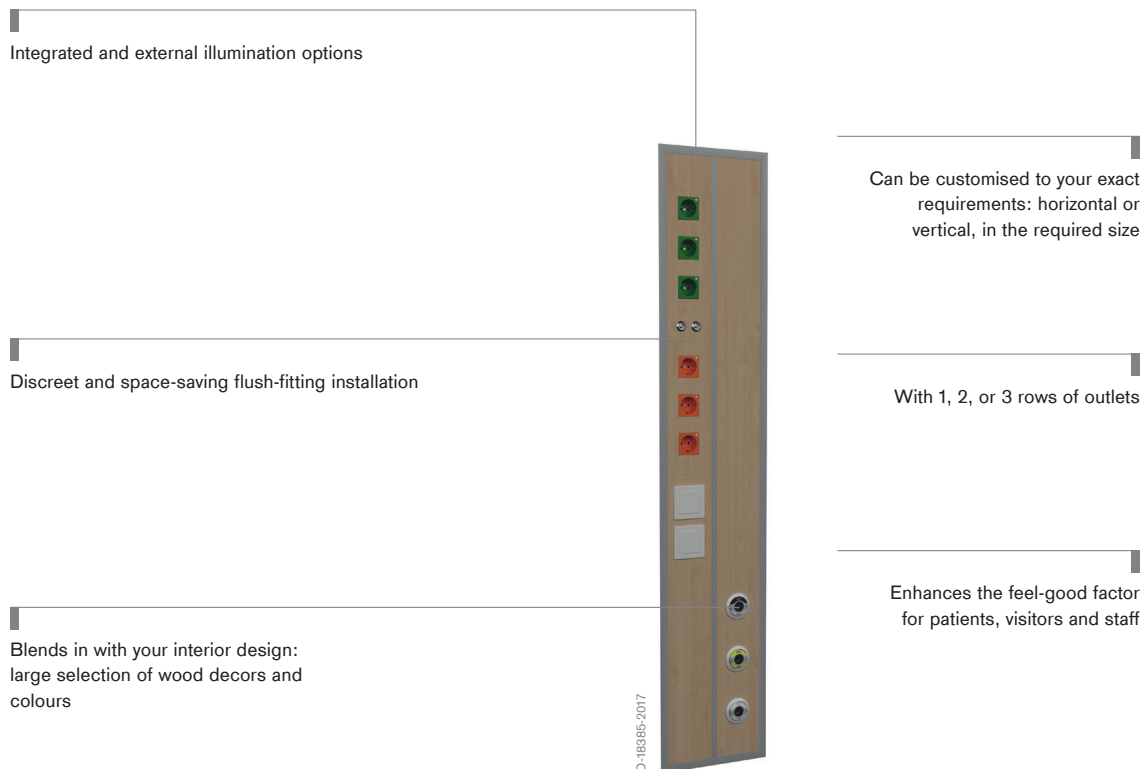 Integrated and external illumination options
Can be customised to your exact
requirements: horizontal or
vertical, in the required size
Discreet and space-saving flush-fitting installation
With 1, 2, or 3 rows of outlets
Enhances the feel-good factor
for patients, visitors and staff
Blends in with your interior design:
large selection of wood decors and
colours
D-18385-2017